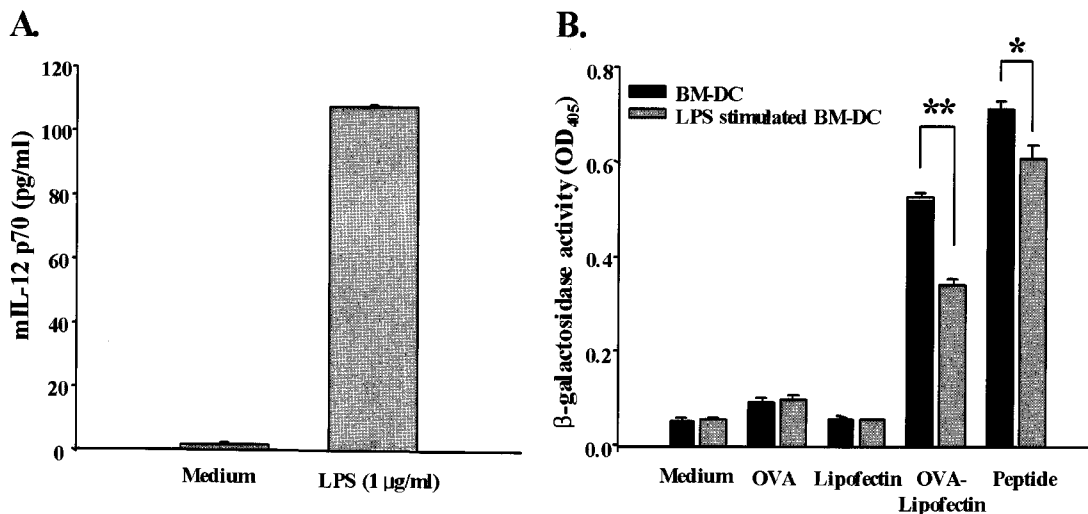 A.
mIL-12 p70 (pg/ml)
120
100
80
60
40
20
0
Medium
LPS (1 µg/ml)
B.
β-galactosidase activity (OD405)
0.8
0.6
0.4
0.2
0.0
BM-DC
LPS stimulated BM-DC
**
*
Medium
OVA
Lipofectin
OVA-
Lipofectin
Peptide